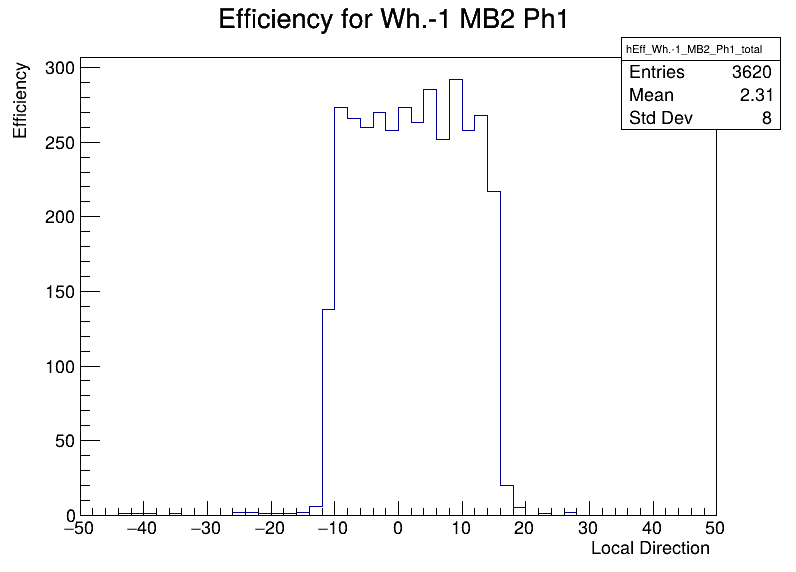 Efficiency for Wh.-1 MB2 Ph1
hEff_Wh.-1_MB2_Ph1_total
Entries 3620
Mean 2.31
Std Dev 8
Efficiency
300
250
200
150
100
50
0
−50 −40 −30 −20 −10 0 10 20 30 40 50
Local Direction